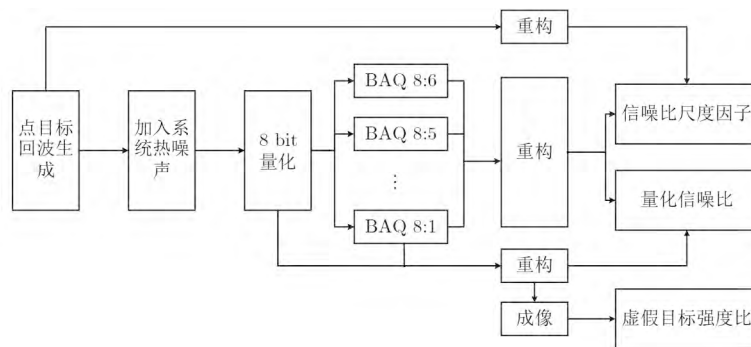 重构
点目标
回波生
成
加入系
统热噪
声
8 bit
量化
BAQ 8:6
BAQ 8:5
⋮
BAQ 8:1
重构
信噪比尺度因子
量化信噪比
重构
成像
虚假目标强度比